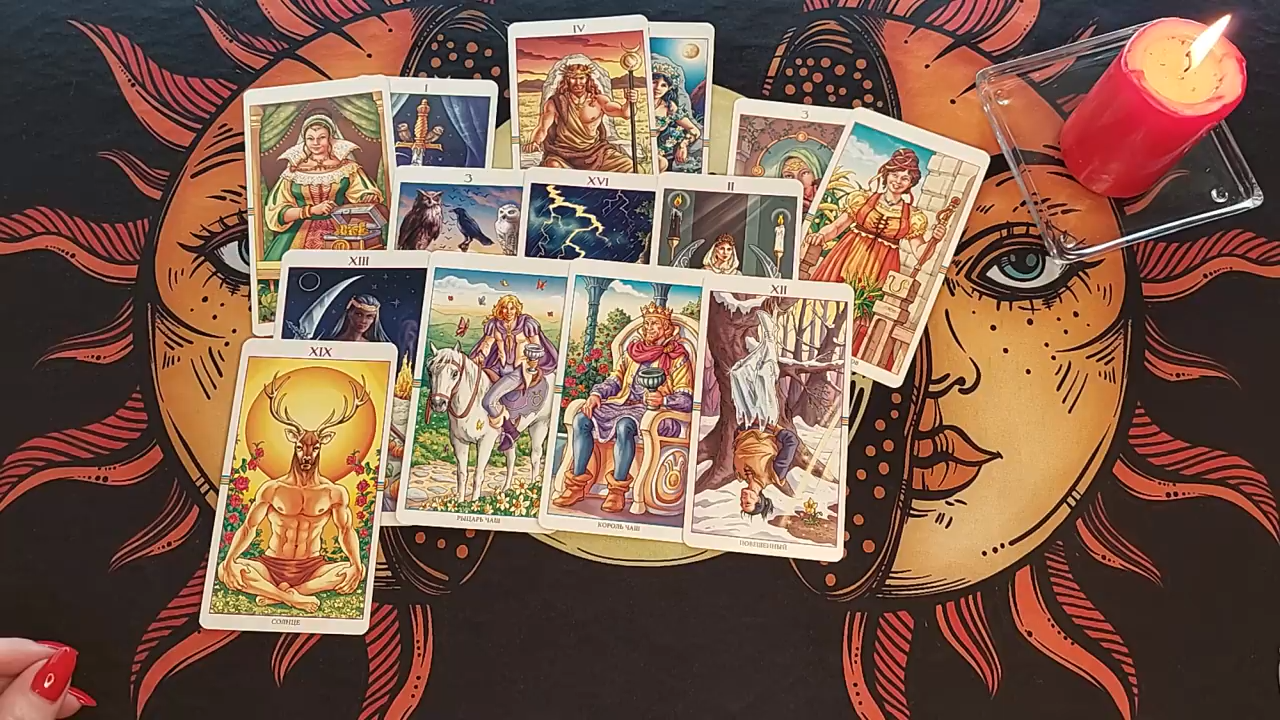 IV
I
3
3
XVI
II
XIII
XII
РЫЦАРЬ ЧАШ
КОРОЛЬ ЧАШ
ПОВЕШЕННЫЙ
XIX
СОЛНЦЕ